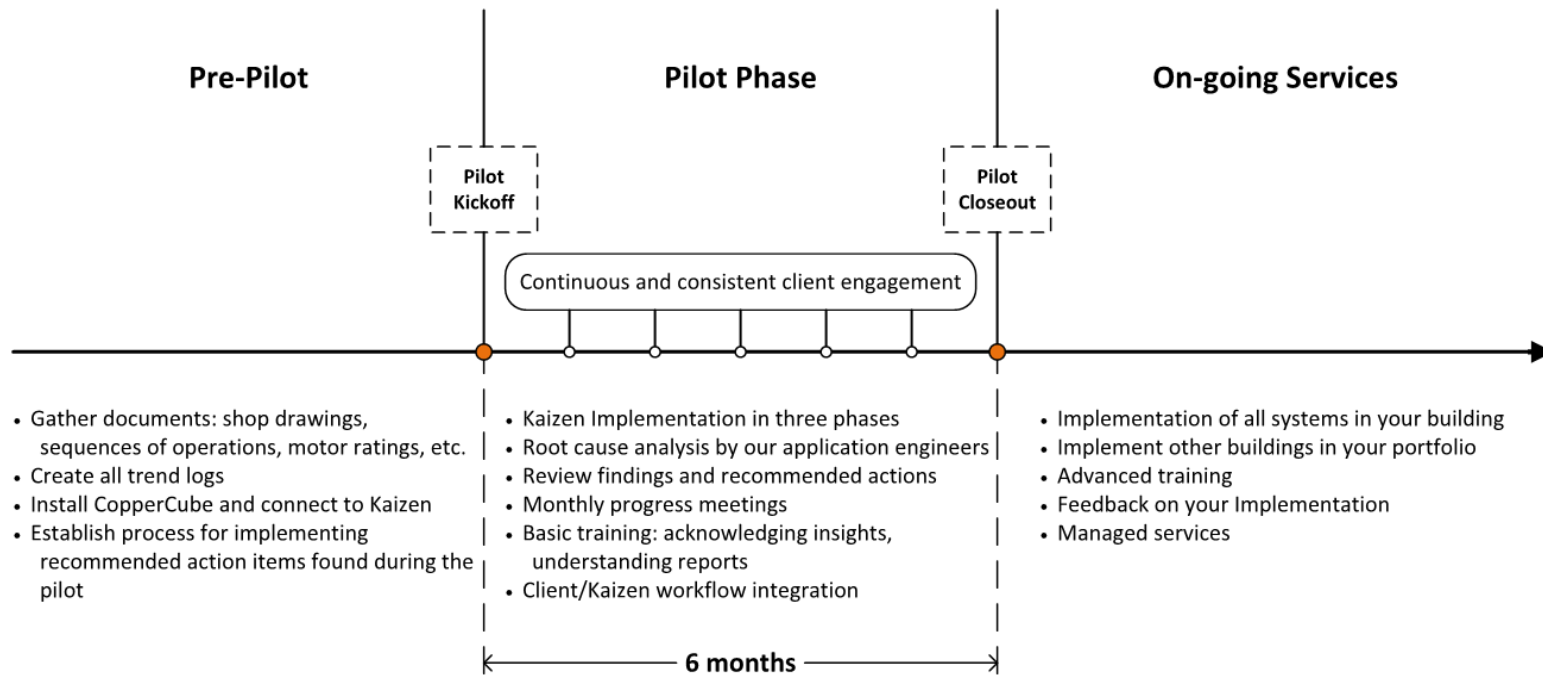 Pre-Pilot
Pilot Phase
On-going Services
Pilot
Kickoff
Pilot
Closeout
Continuous and consistent client engagement
• Gather documents: shop drawings,
sequences of operations, motor ratings, etc.
• Create all trend logs
• Install CopperCube and connect to Kaizen
• Establish process for implementing
recommended action items found during the
pilot
• Kaizen Implementation in three phases
• Root cause analysis by our application engineers
• Review findings and recommended actions
• Monthly progress meetings
• Basic training: acknowledging insights,
understanding reports
• Client/Kaizen workflow integration
• Implementation of all systems in your building
• Implement other buildings in your portfolio
• Advanced training
• Feedback on your Implementation
• Managed services
6 months